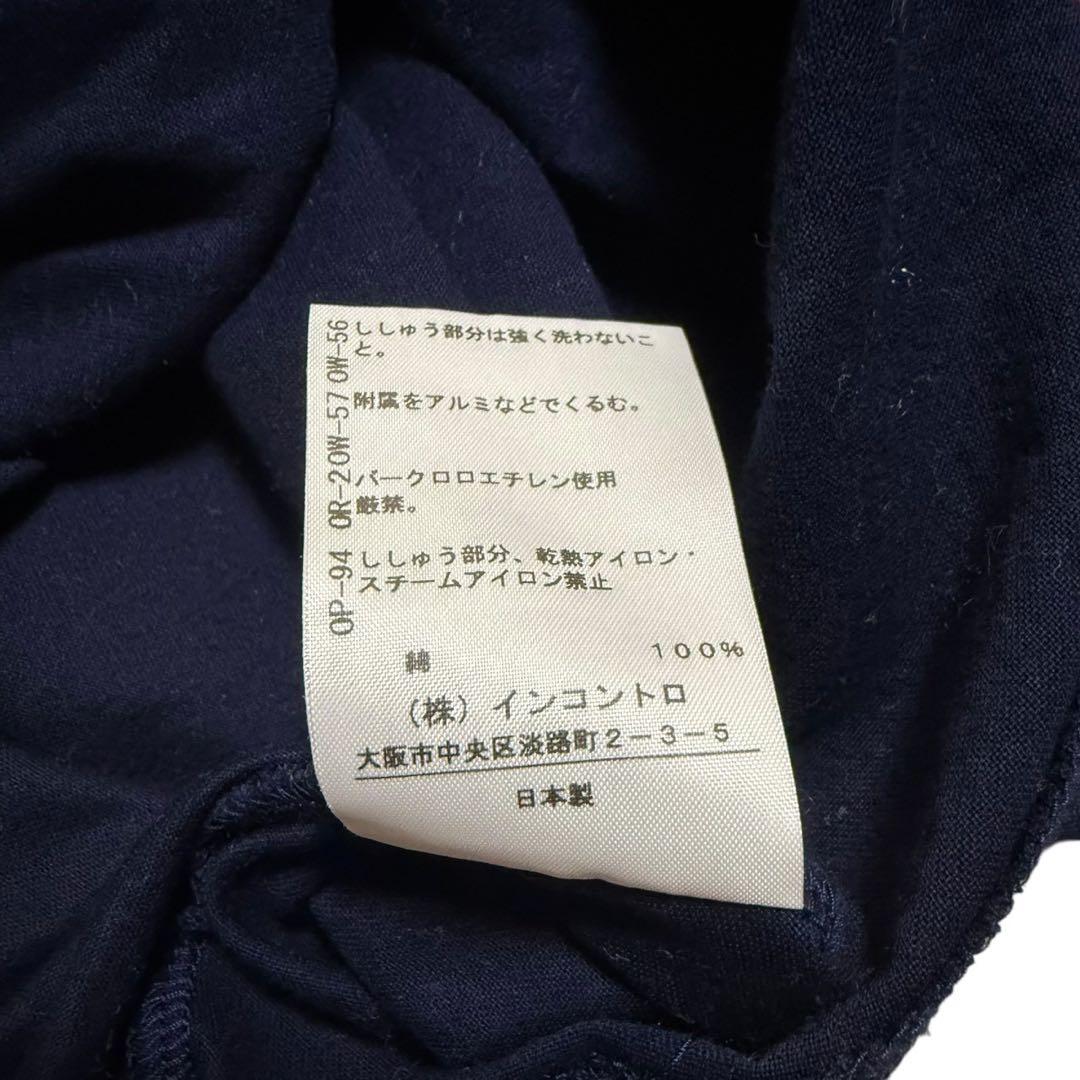 ししゅう部分は強く洗わないこ
と。
附属をアルミなどでくるむ。
パークロロエチレン使用
厳禁。
ししゅう部分、乾熱アイロン・
スチームアイロン禁止
綿 100%
(株)インコントロ
大阪市中央区淡路町2-3-5
日本製
OP-94 OR-20W-570W-56